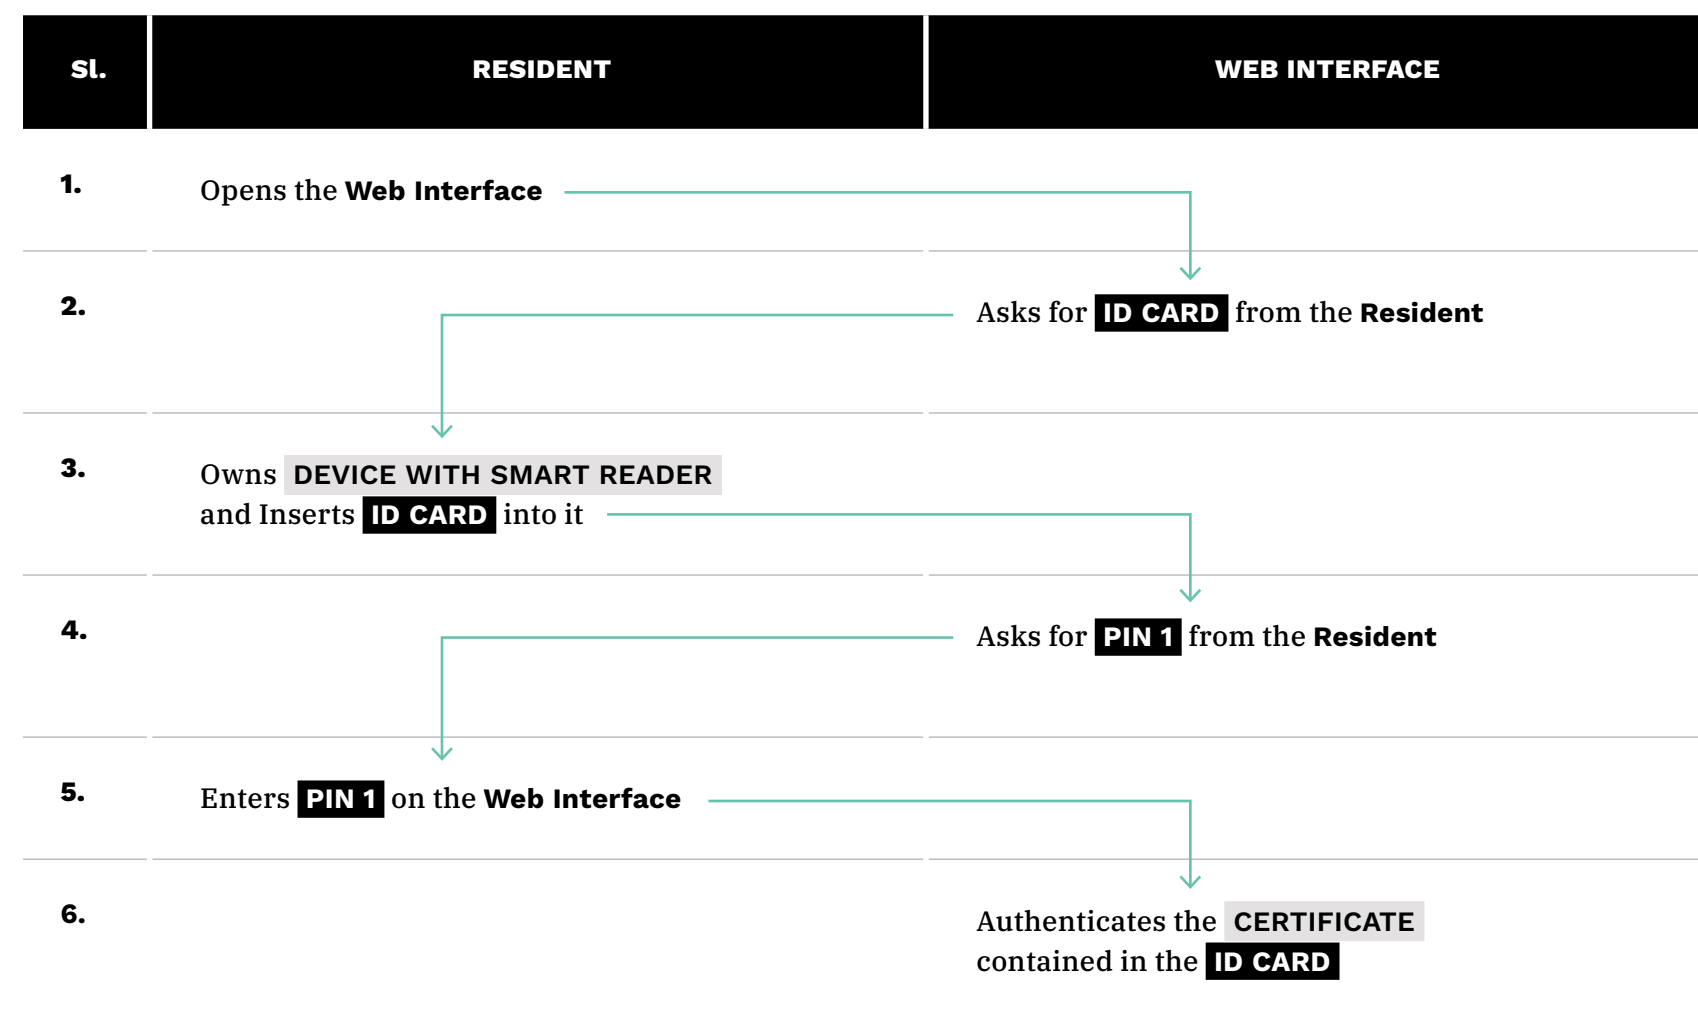 Sl. RESIDENT WEB INTERFACE
1. Opens the Web Interface
2. Asks for ID CARD from the Resident
3. Owns DEVICE WITH SMART READER
and Inserts ID CARD into it
4. Asks for PIN 1 from the Resident
5. Enters PIN 1 on the Web Interface
6. Authenticates the CERTIFICATE
contained in the ID CARD